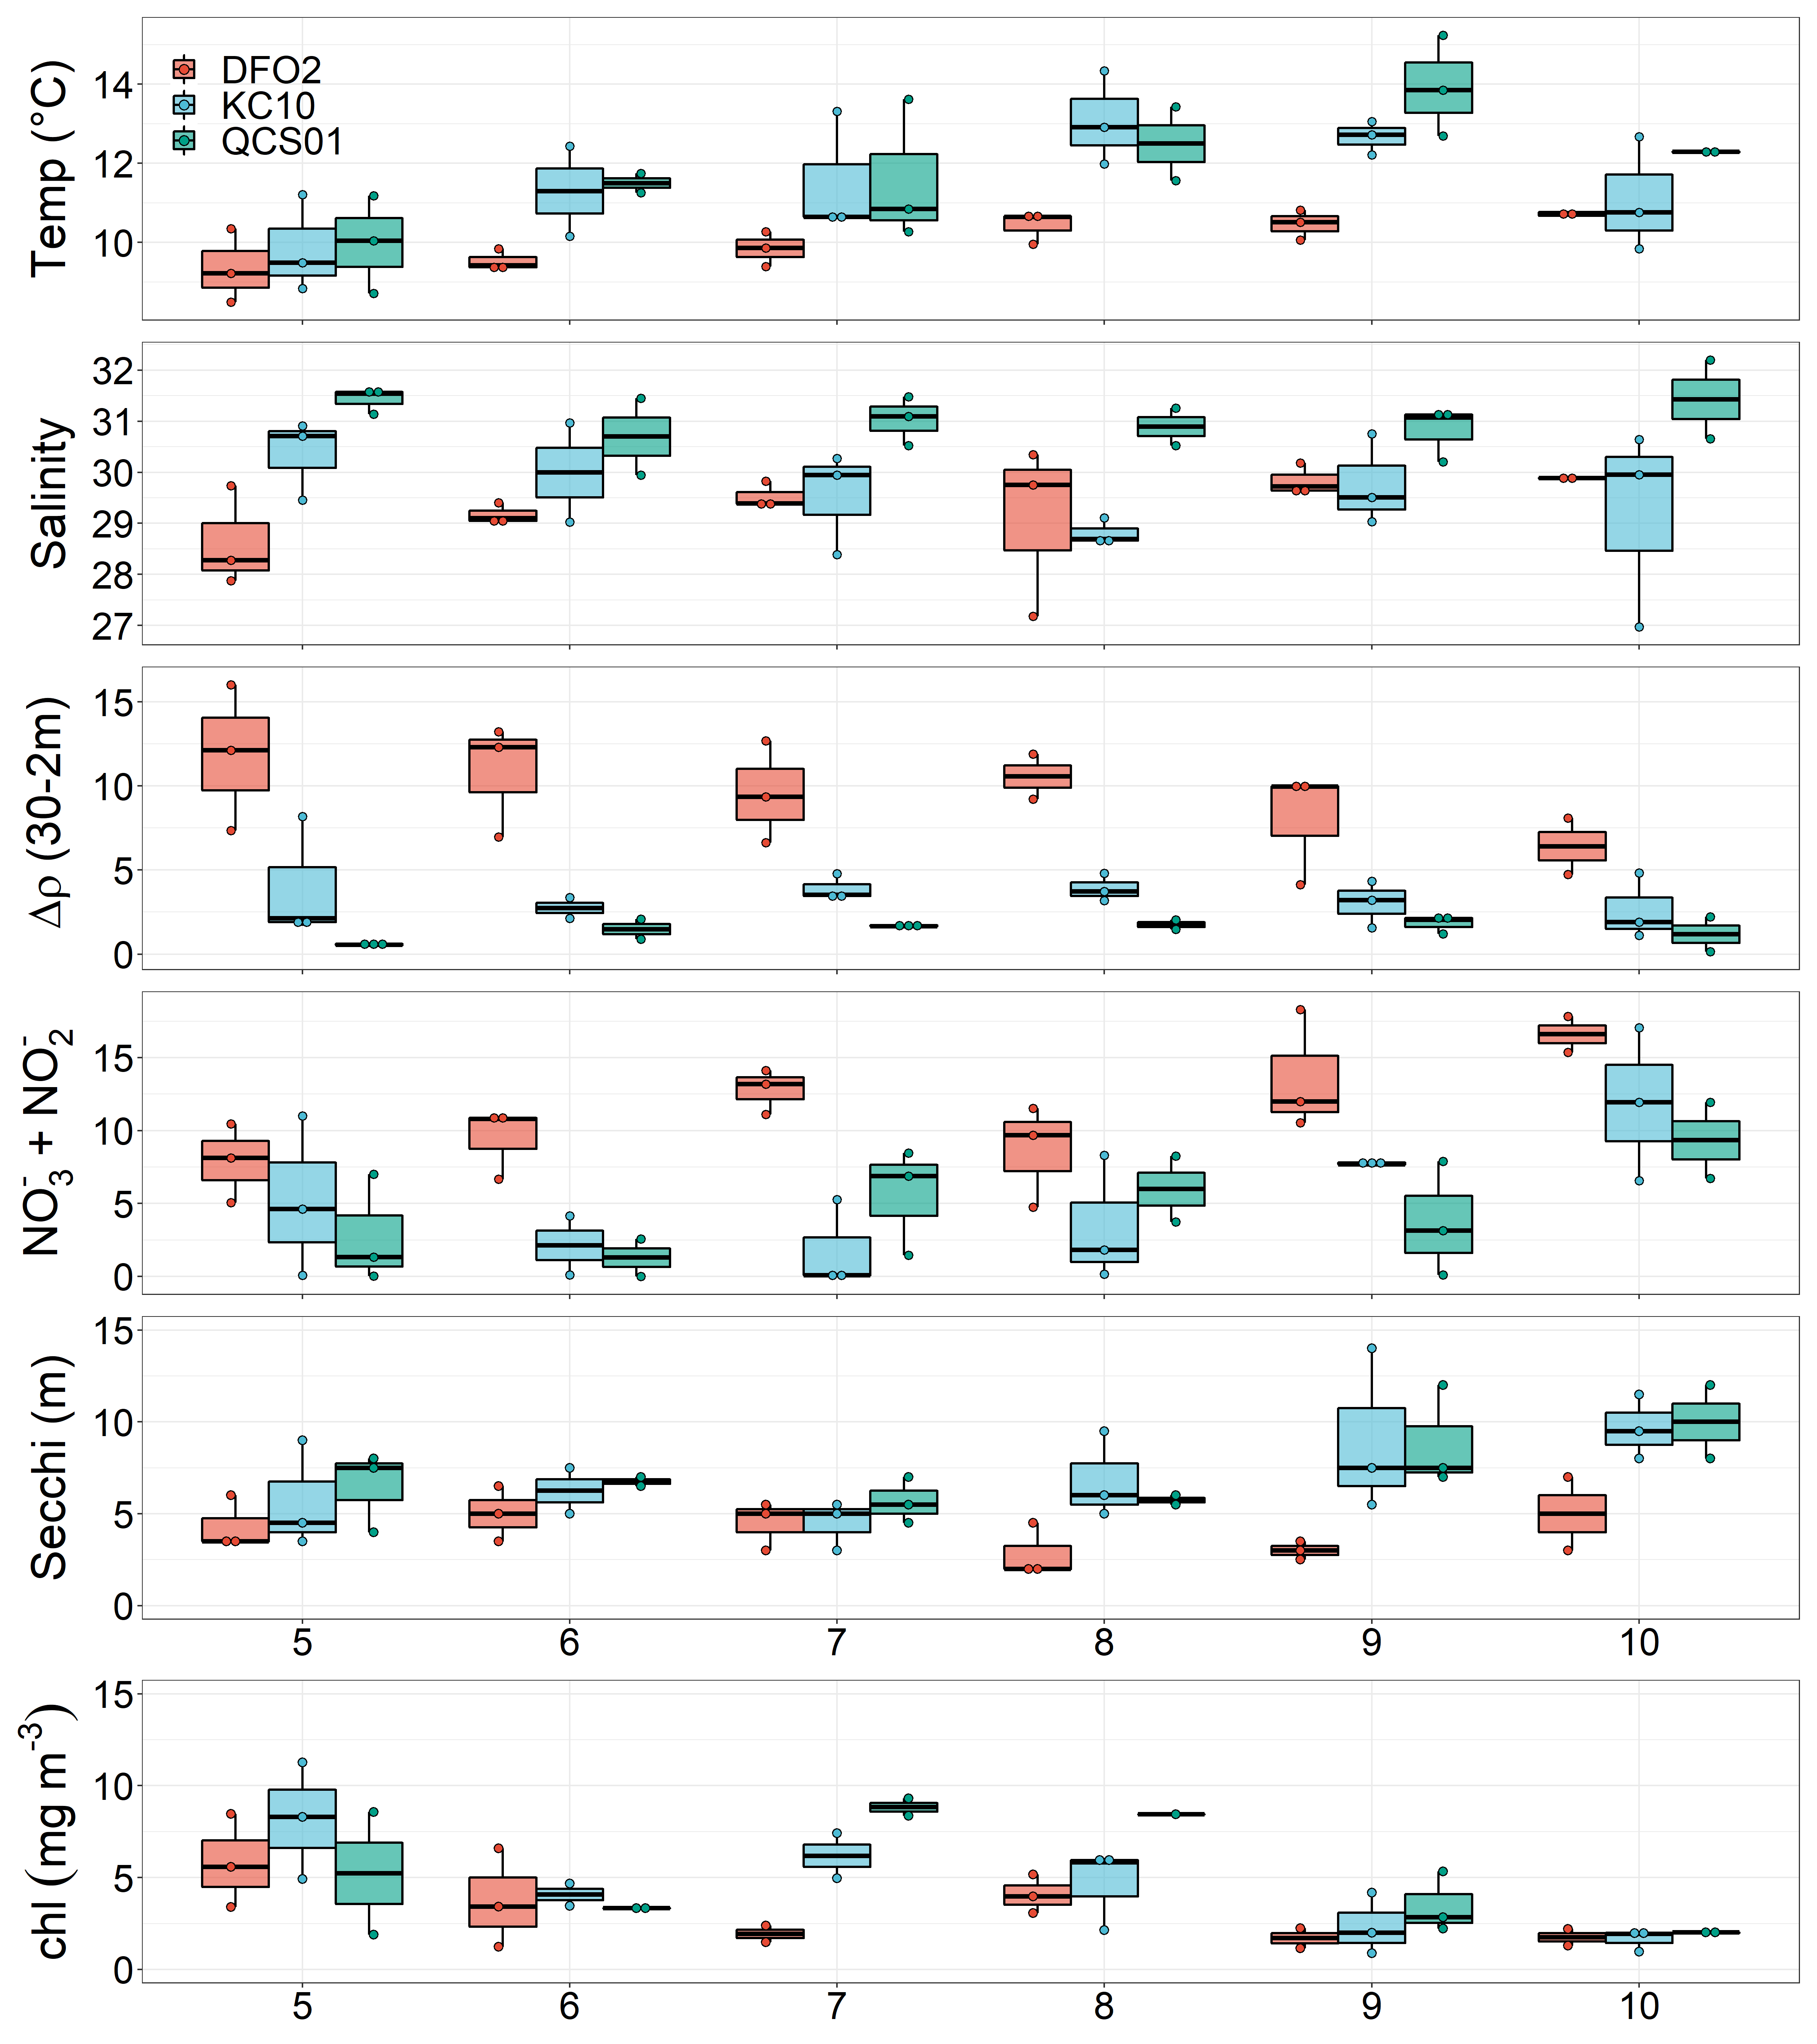 Temp (°C)
14
12
10
DFO2
KC10
QCS01
Salinity
32
31
30
29
28
27
Δρ (30-2m)
15
10
5
0
NO₃⁻ + NO₂⁻
15
10
5
0
Secchi (m)
15
10
5
0
5 6 7 8 9 10
chl (mg m⁻³)
15
10
5
0
5 6 7 8 9 10